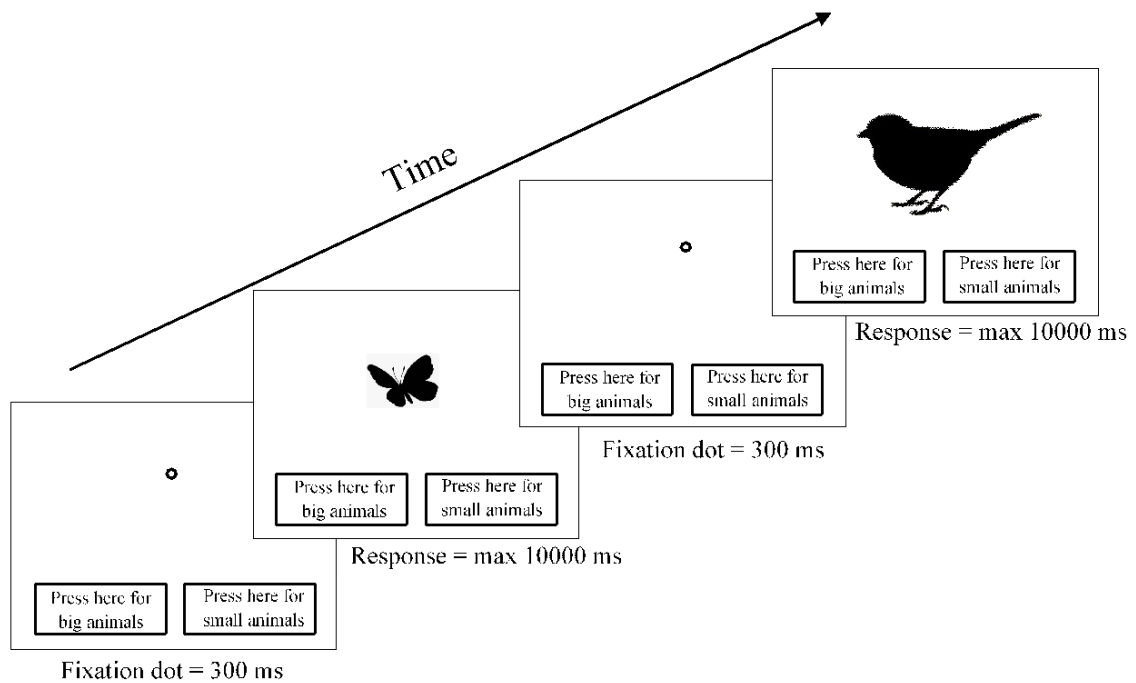 Time
Press here for
big animals
Press here for
small animals
Fixation dot = 300 ms
Press here for
big animals
Press here for
small animals
Response = max 10000 ms
Press here for
big animals
Press here for
small animals
Fixation dot = 300 ms
Press here for
big animals
Press here for
small animals
Response = max 10000 ms